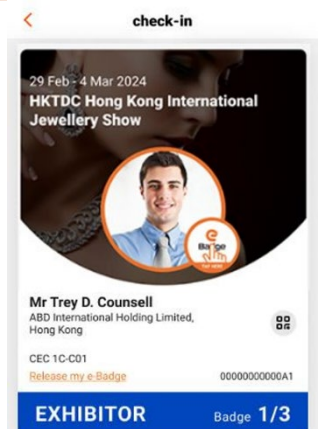 check-in
29 Feb - 4 Mar 2024
HKTDC Hong Kong International
Jewellery Show
e
Badge
TAP HERE
Mr Trey D. Counsell
ABD International Holding Limited,
Hong Kong
CEC 1C-C01
Release my e-Badge
00000000000A1
EXHIBITOR
Badge 1/3